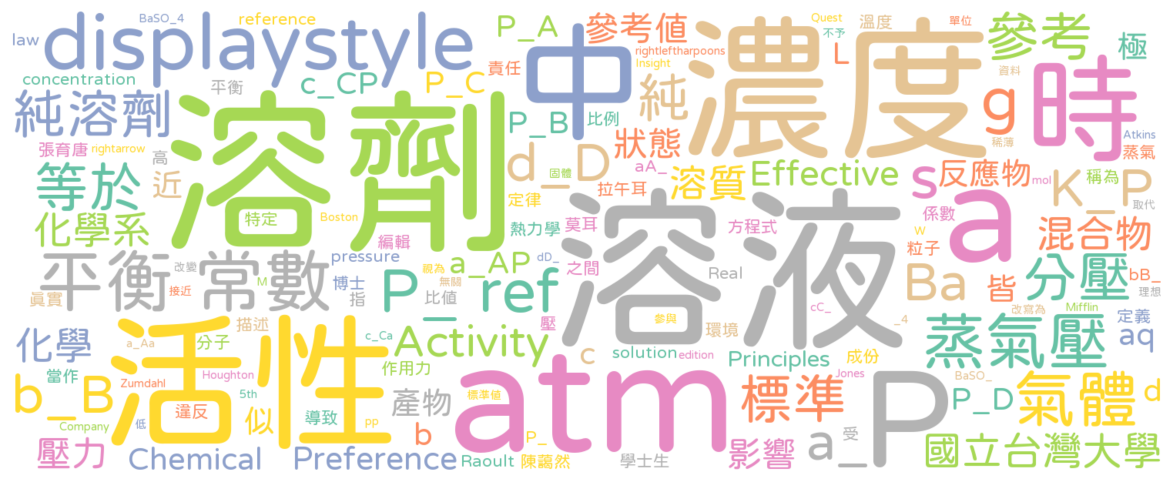 BaSO_4
reference
P_A
參考值
Quest
溫度
單位
law
displaystyle
中
rightleftharpoons
Insight
濃度
不予
參考
極
concentration
平衡
c_CP
P_C
責任
純
L
資料
時
純溶劑
溶劑
P_B
比例
g
稀薄
Atkins
張育唐
rightarrow
高
d_D
狀態
蒸氣
等於
近
固體
aA_
溶質
Effective
s
反應物
mol
稱為
K_P
定律
拉午耳
a
取代
化學系
特定
Boston
編輯
熱力學
莫耳
方程式
係數
W
粒子
混合物
溶液
平衡
常數
改變
pressure
dD_
之間
M
a_AP
親為
博士
Real
Ba
皆
分壓
bB_
理想
真實
接近
指
P_ref
比值
無關
cC_
_4
改寫為
Mifflin
化學
活性
描述
c_Ca
壓
參與
環境
定義
a_Aa
分子
Activity
蒸氣壓
aq
當作
作用力
c
solution
edition
Principles
成份
Jones
BaSO_
b_B
Zumdahl
Houghton
atm
P
標準
氣體
d
5th
似
導致
產物
標準值
P_D
違反
Company
低
pp
b
a_
受
壓力
Chemical
Preference
Raoult
P_
陳藹然
學士生
影響
國立台灣大學